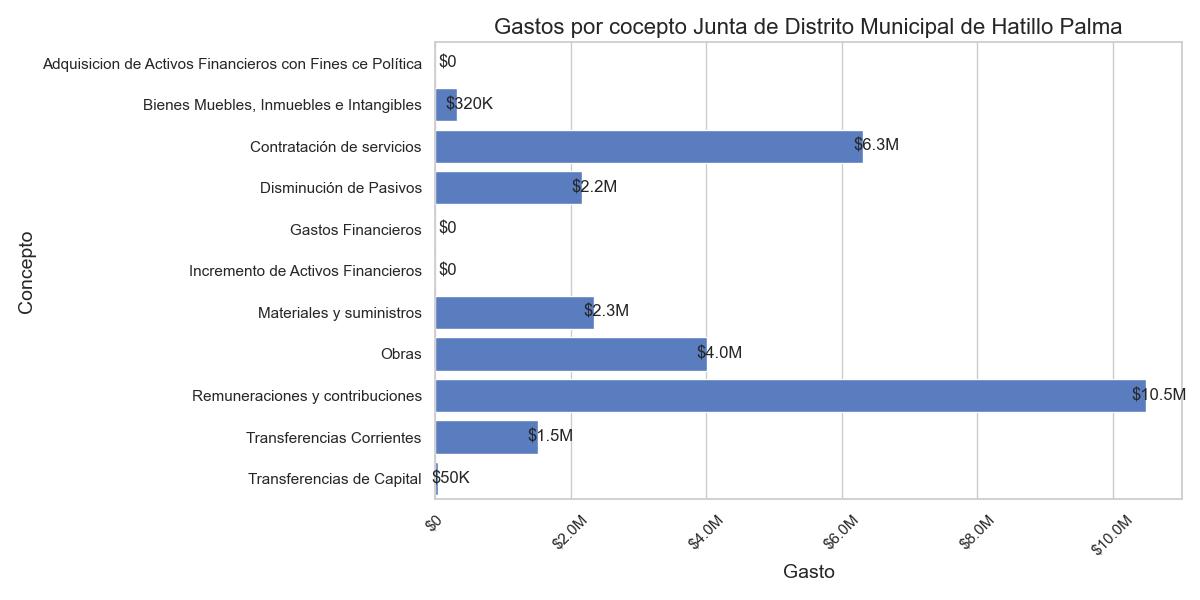 Gastos por cocepto Junta de Distrito Municipal de Hatillo Palma
Adquisicion de Activos Financieros con Fines ce Política $0
Bienes Muebles, Inmuebles e Intangibles $320K
Contratación de servicios $6.3M
Disminución de Pasivos $2.2M
Gastos Financieros $0
Incremento de Activos Financieros $0
Materiales y suministros $2.3M
Obras $4.0M
Remuneraciones y contribuciones $10.5M
Transferencias Corrientes $1.5M
Transferencias de Capital $50K
Concepto
$0 $2.0M $4.0M $6.0M $8.0M $10.0M
Gasto